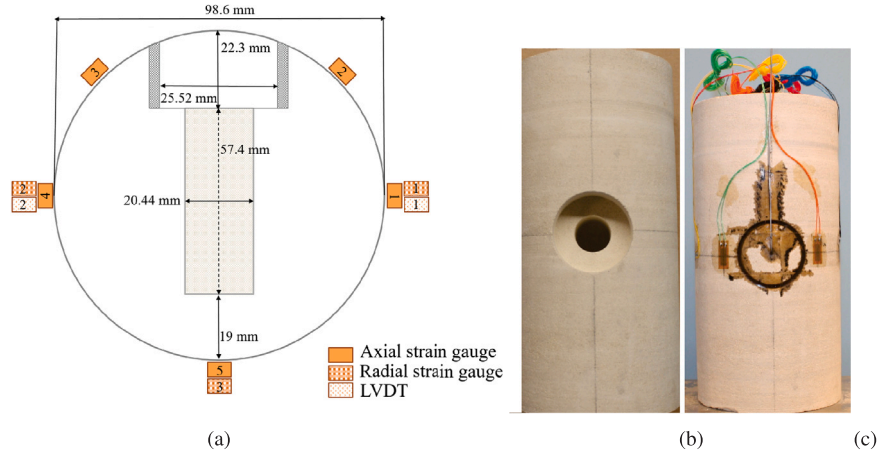 98.6 mm
22.3 mm
3
2
25.52 mm
57.4 mm
20.44 mm
2
4
1
1
2
1
19 mm
5
3
Axial strain gauge
Radial strain gauge
LVDT
(a)
(b)
(c)